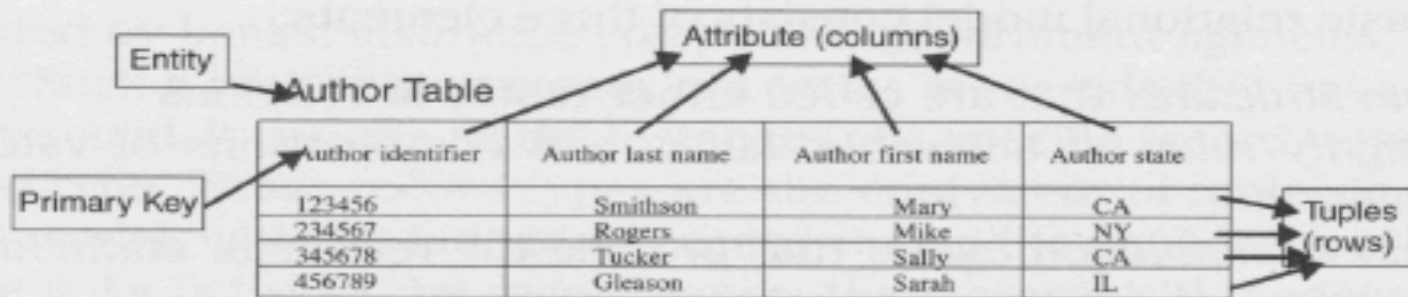 Attribute (columns)
Entity
Author Table
Author identifier Author last name Author first name Author state
Primary Key
123456 Smithson Mary CA
234567 Rogers Mike NY
345678 Tucker Sally CA
456789 Gleason Sarah IL
Tuples
(rows)